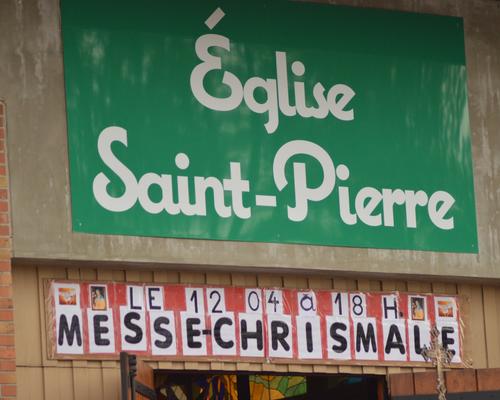 Église
Saint-Pierre
LE 12 04 à 18 H.
MESSE-CHRISMALE